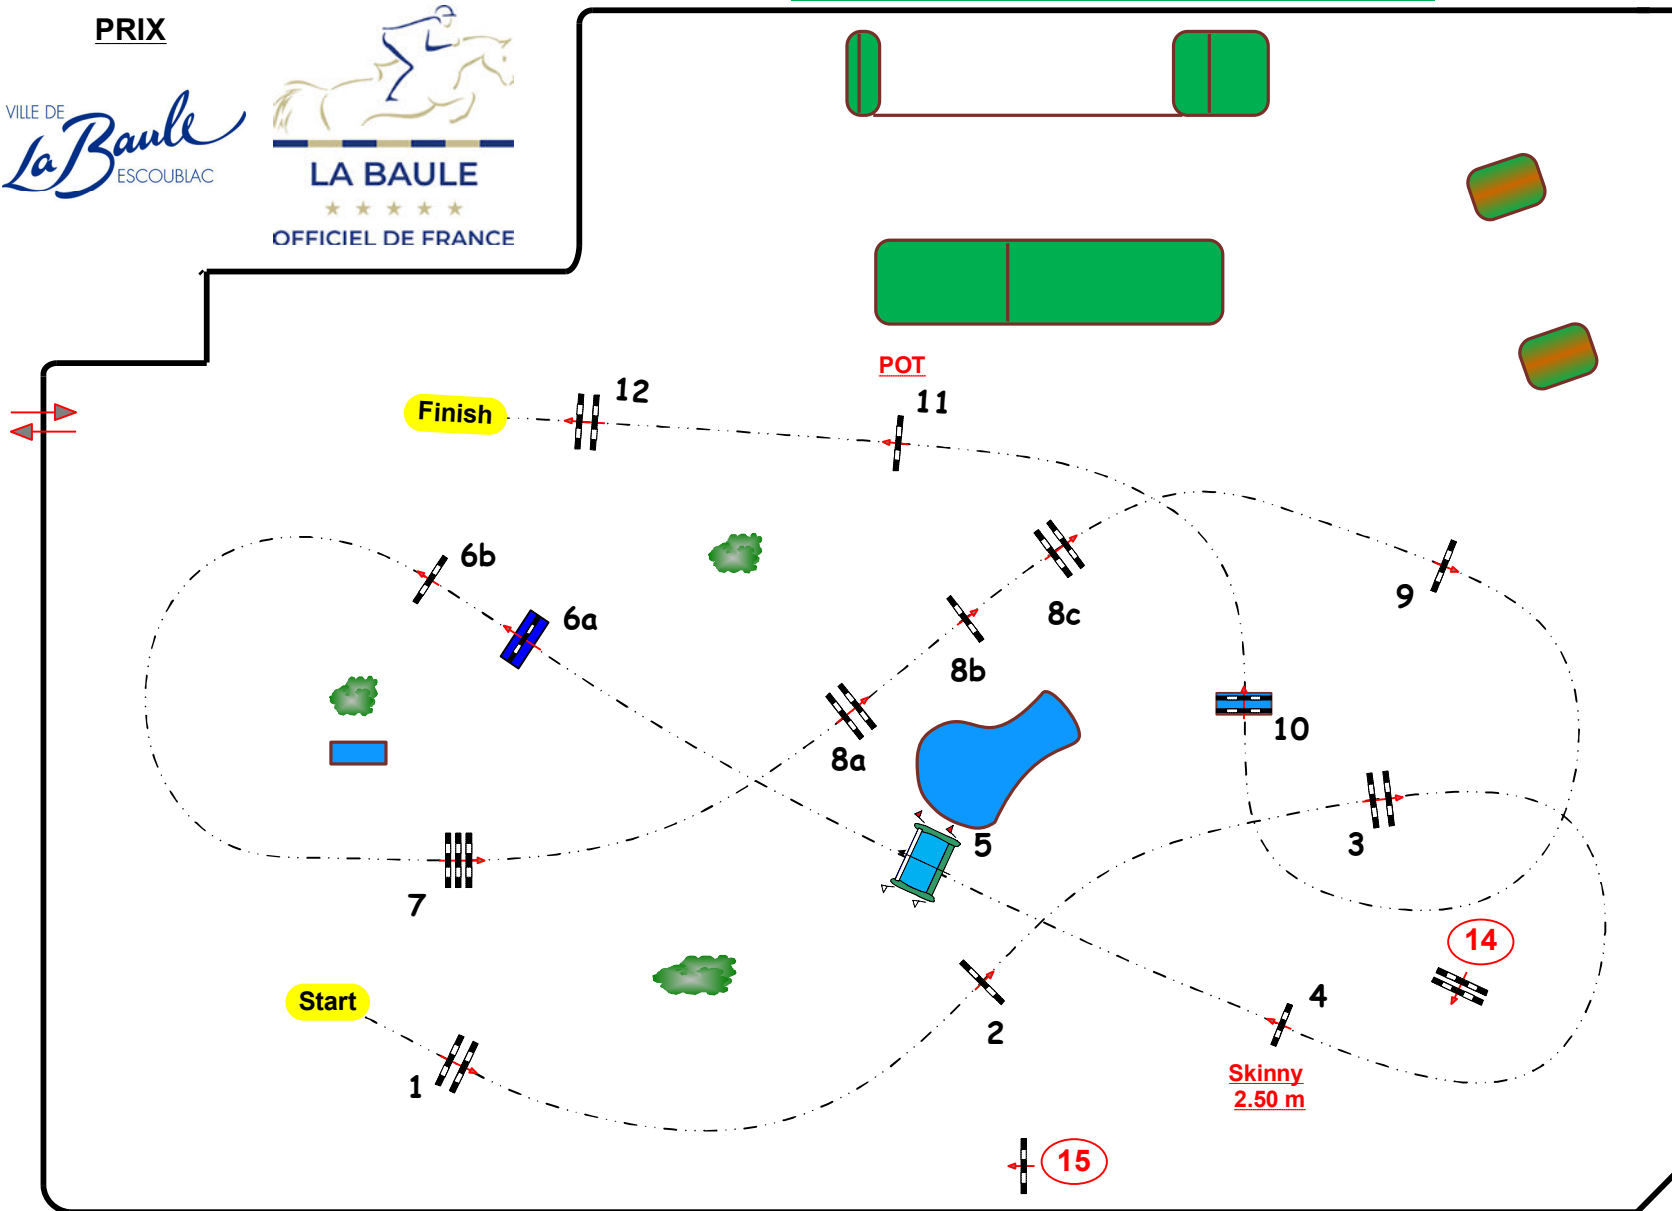 PRIX
VILLE DE
La Baule
ESCOUBLAC
LA BAULE
★ ★ ★ ★ ★
OFFICIEL DE FRANCE
POT
12
11
Finish
6b
6a
8c
9
8b
10
8a
5
3
7
14
Start
4
2
1
Skinny
2.50 m
15